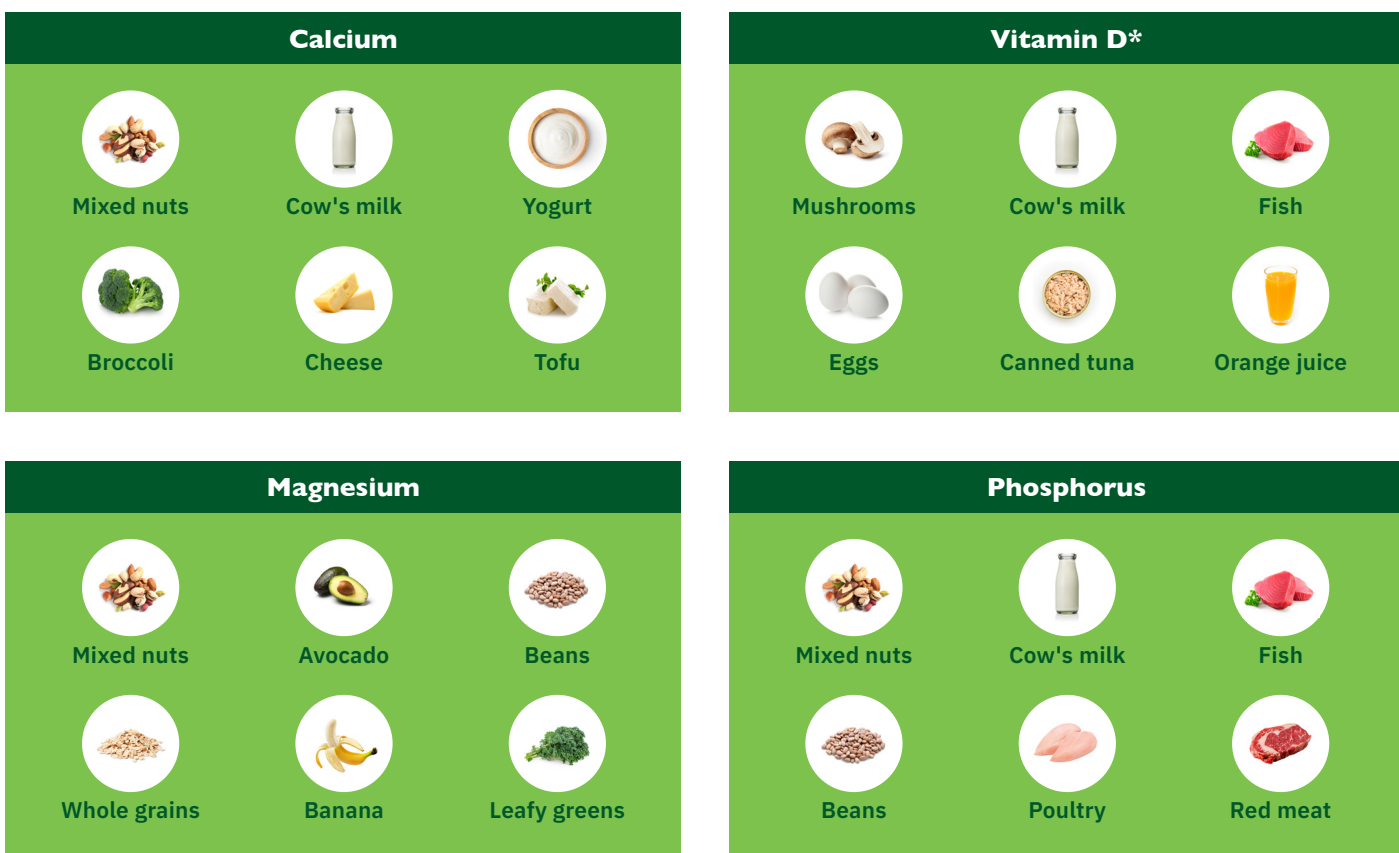 Calcium
Mixed nuts
Cow's milk
Yogurt
Broccoli
Cheese
Tofu
Vitamin D*
Mushrooms
Cow's milk
Fish
Eggs
Canned tuna
Orange juice
Magnesium
Mixed nuts
Avocado
Beans
Whole grains
Banana
Leafy greens
Phosphorus
Mixed nuts
Cow's milk
Fish
Beans
Poultry
Red meat